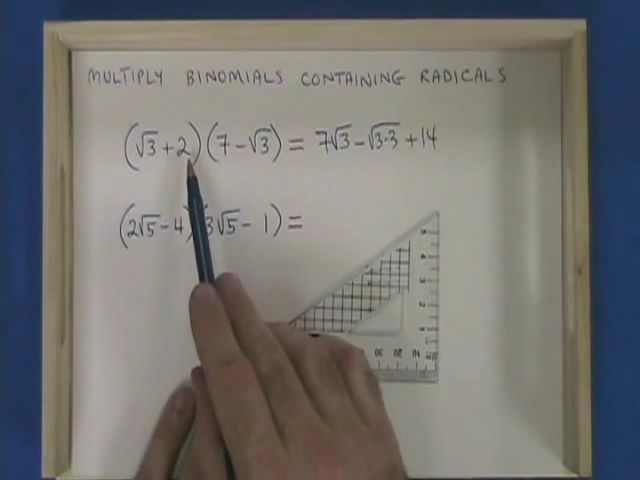 MULTIPLY BINOMIALS CONTAINING RADICALS
(√3 + 2)(7 − √3) = 7√3 − √3·3 + 14
(2√5 − 4)(3√5 − 1) =